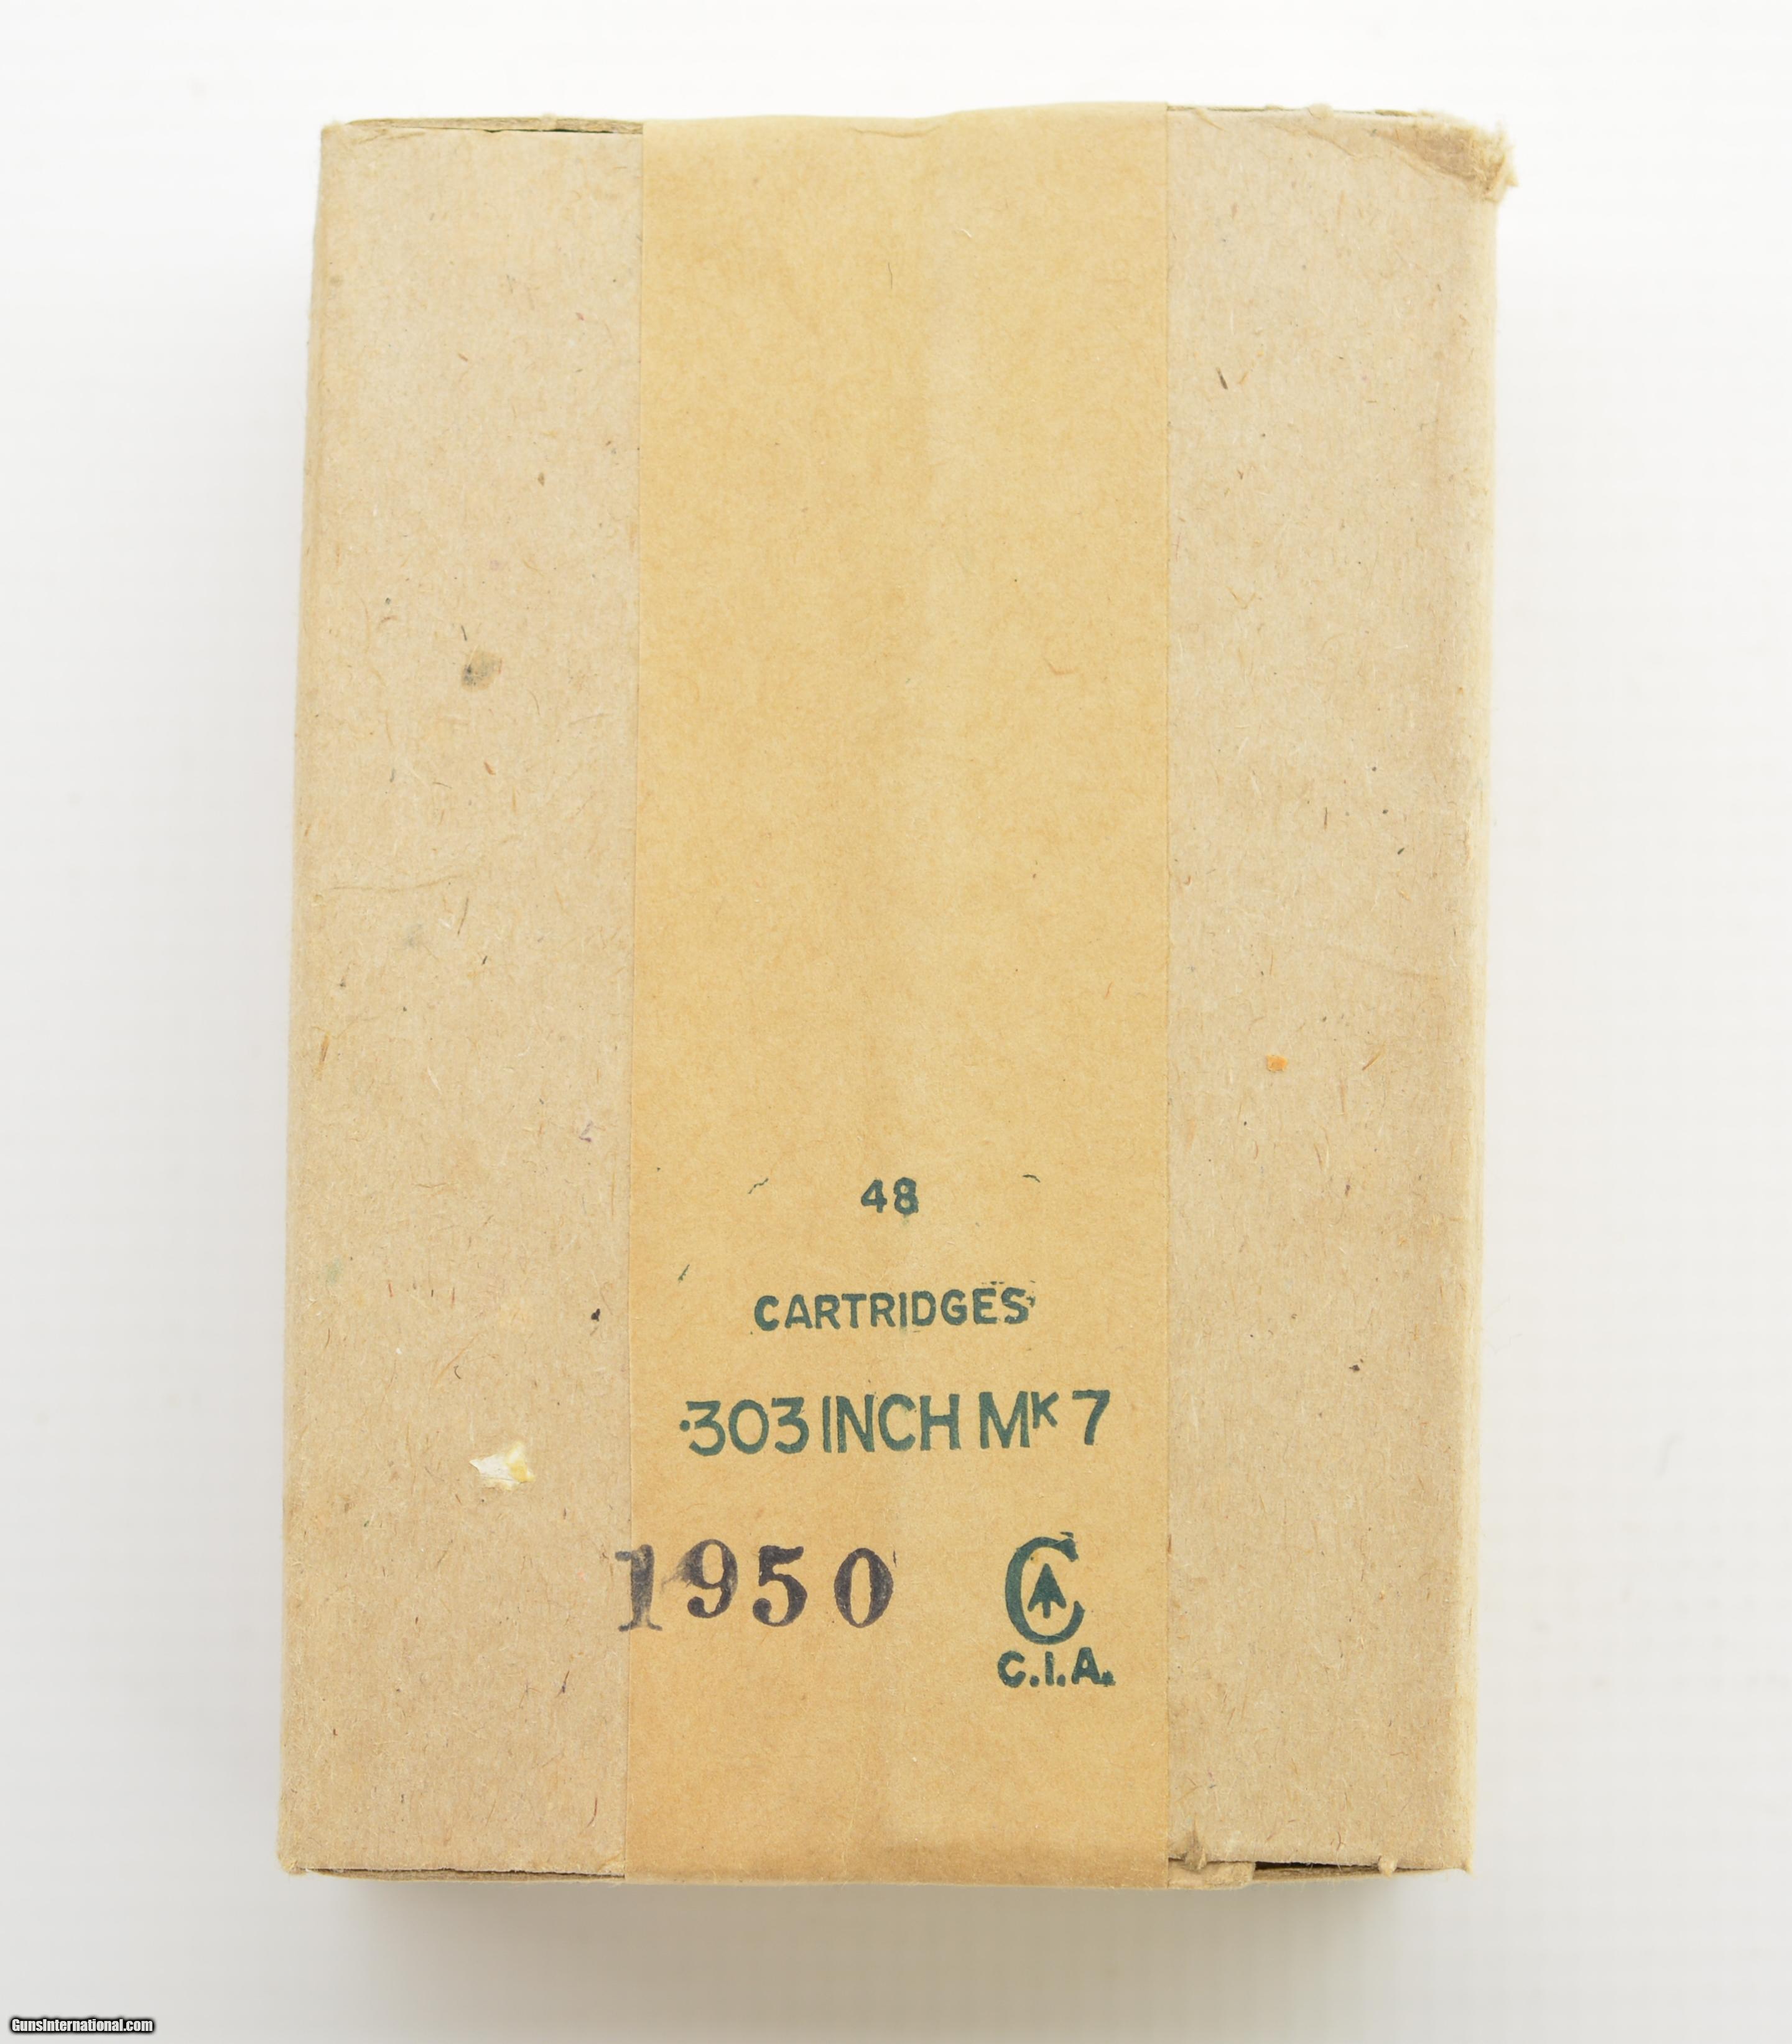 48
CARTRIDGES
.303 INCH Mk 7
1950 C
C.I.A.
GunsInternational.com